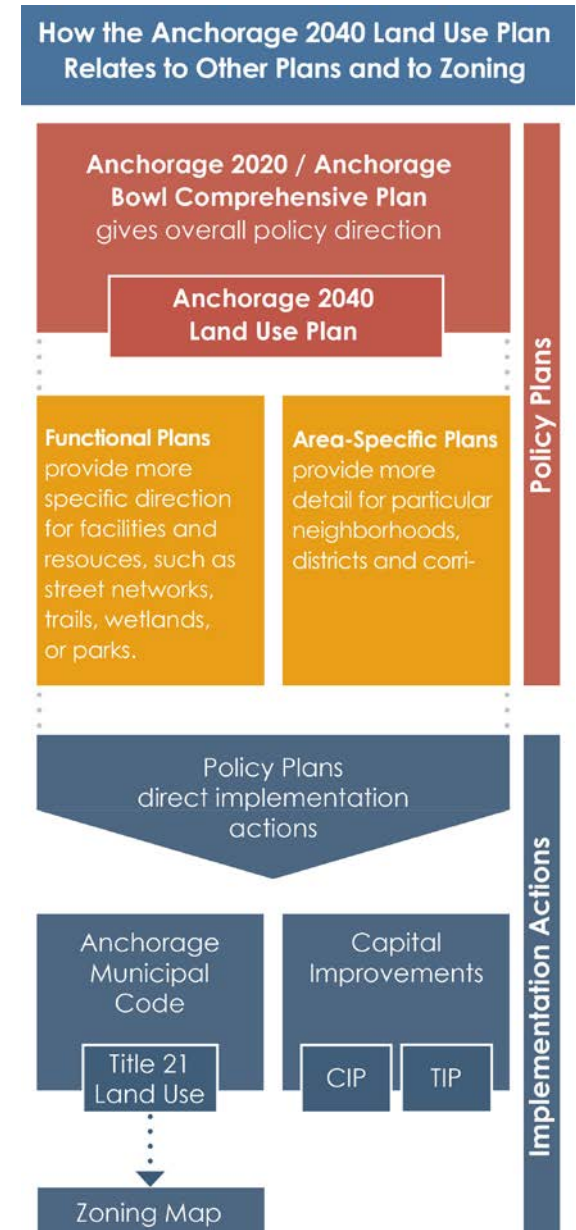 How the Anchorage 2040 Land Use Plan
Relates to Other Plans and to Zoning
Anchorage 2020 / Anchorage
Bowl Comprehensive Plan
gives overall policy direction
Anchorage 2040
Land Use Plan
Functional Plans
provide more
specific direction
for facilities and
resouces, such as
street networks,
trails, wetlands,
or parks.
Area-Specific Plans
provide more
detail for particular
neighborhoods,
districts and corri-
Policy Plans
Policy Plans
direct implementation
actions
Anchorage
Municipal
Code
Title 21
Land Use
Capital
Improvements
CIP
TIP
Zoning Map
Implementation Actions